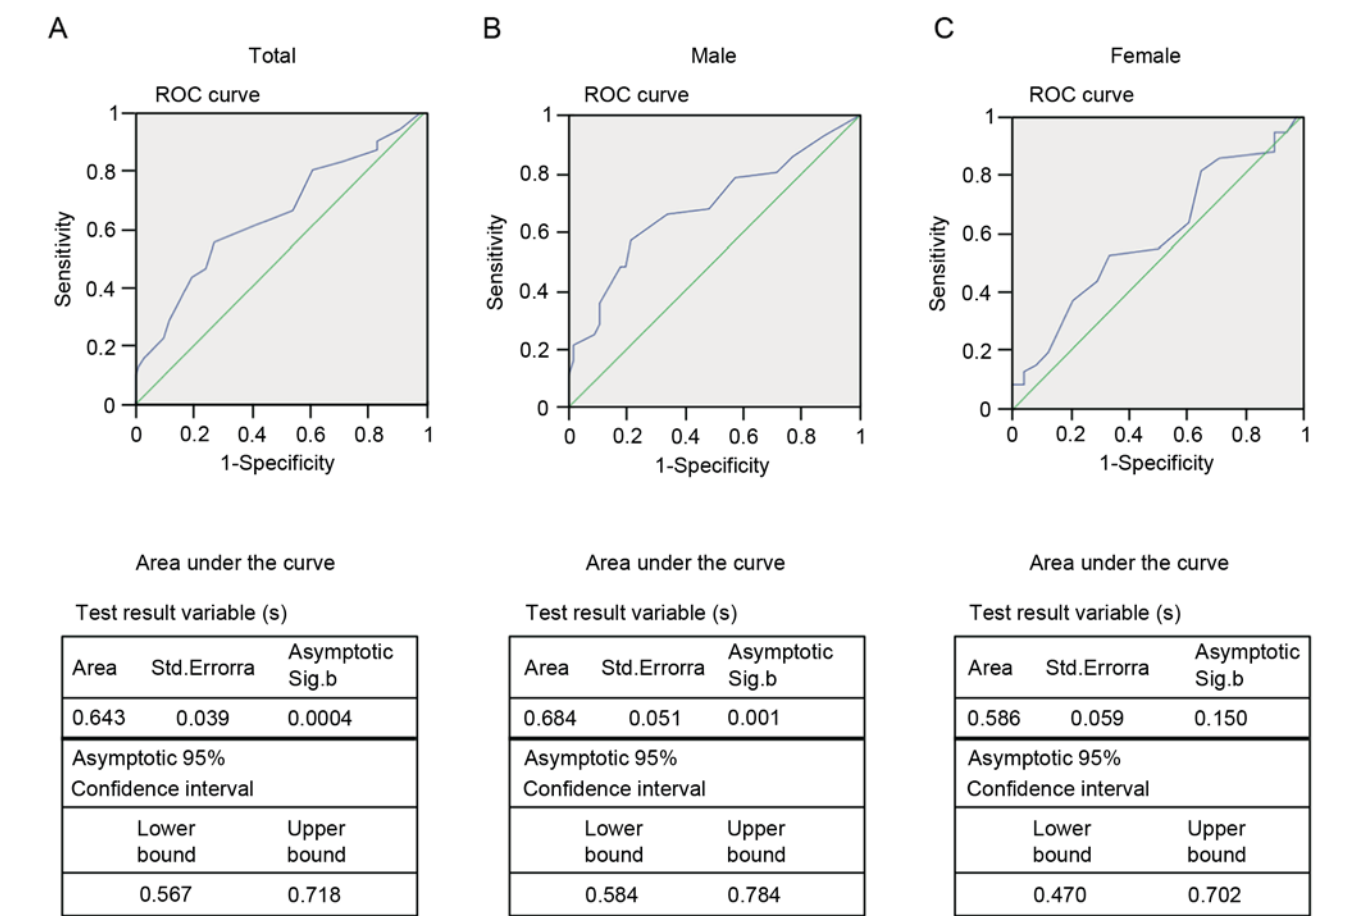 A
Total
ROC curve
1
0.8
0.6
0.4
0.2
0
Sensitivity
0 0.2 0.4 0.6 0.8 1
1-Specificity
B
Male
ROC curve
1
0.8
0.6
0.4
0.2
0
Sensitivity
0 0.2 0.4 0.6 0.8 1
1-Specificity
C
Female
ROC curve
1
0.8
0.6
0.4
0.2
0
Sensitivity
0 0.2 0.4 0.6 0.8 1
1-Specificity
Area under the curve
Test result variable (s)
Area Std.Errorra Asymptotic
Sig.b
0.643 0.039 0.0004
Asymptotic 95%
Confidence interval
Lower Upper
bound bound
0.567 0.718
Area under the curve
Test result variable (s)
Area Std.Errorra Asymptotic
Sig.b
0.684 0.051 0.001
Asymptotic 95%
Confidence interval
Lower Upper
bound bound
0.584 0.784
Area under the curve
Test result variable (s)
Area Std.Errorra Asymptotic
Sig.b
0.586 0.059 0.150
Asymptotic 95%
Confidence interval
Lower Upper
bound bound
0.470 0.702